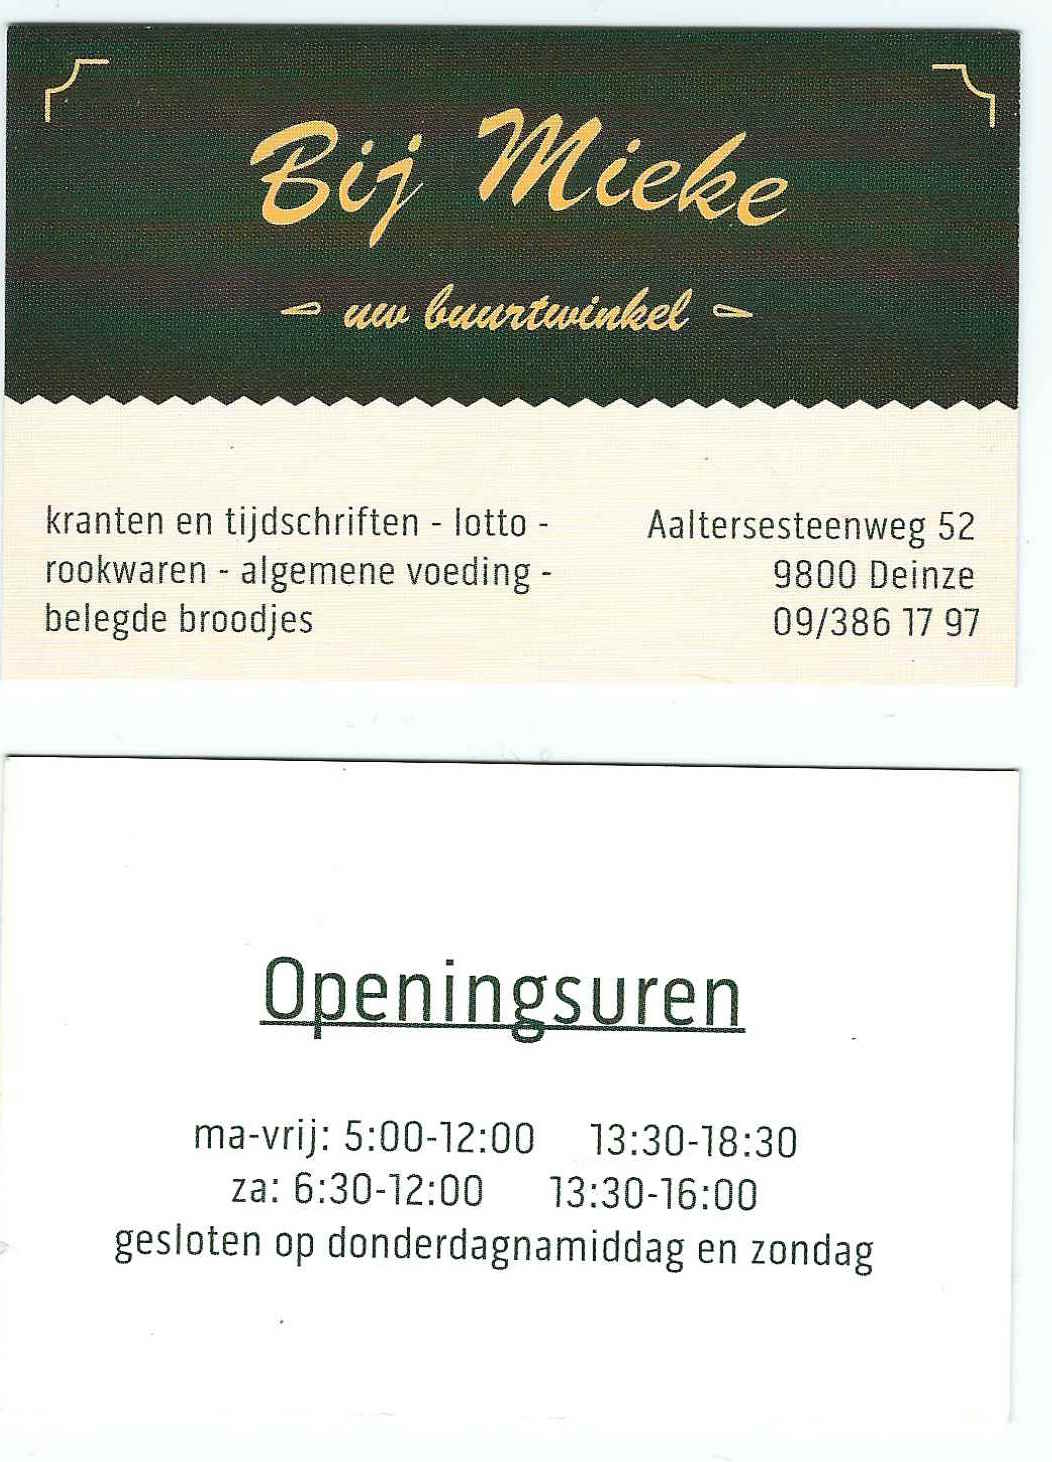 Bij Mieke
uw buurtwinkel
kranten en tijdschriften - lotto -
rookwaren - algemene voeding -
belegde broodjes
Aaltersesteenweg 52
9800 Deinze
09/386 17 97
Openingsuren
ma-vrij: 5:00-12:00 13:30-18:30
za: 6:30-12:00 13:30-16:00
gesloten op donderdagnamiddag en zondag